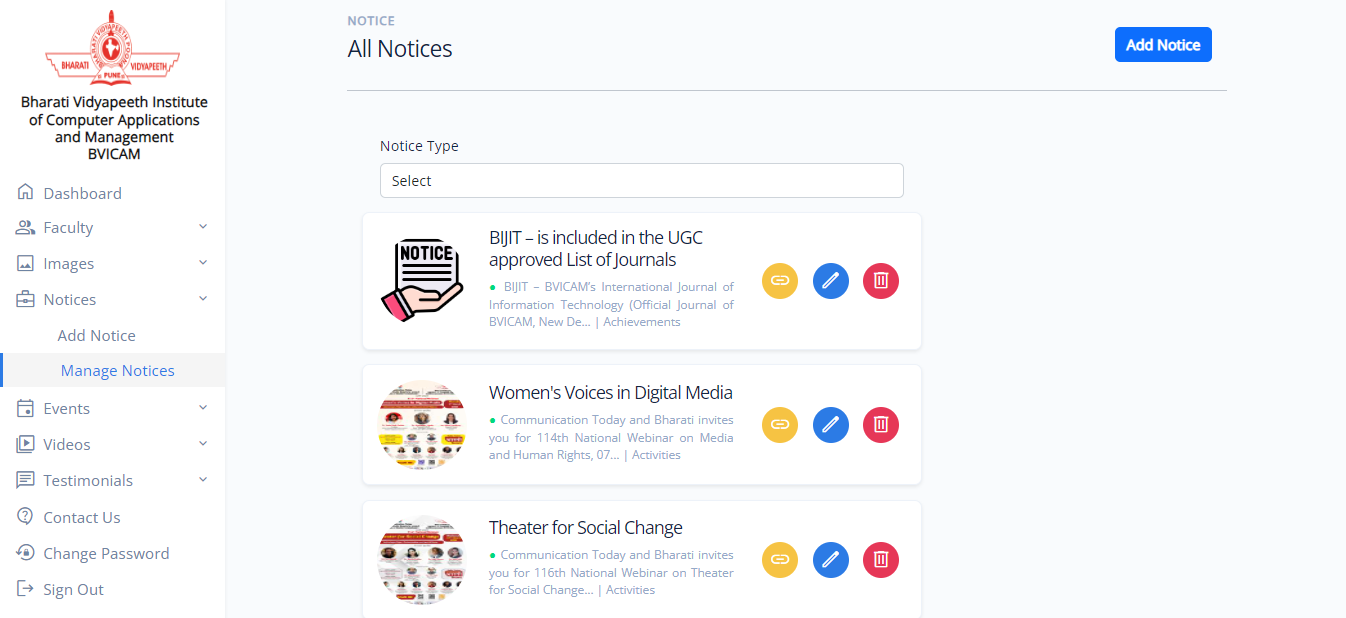 BHARATI VIDYAPEETH
PUNE
Bharati Vidyapeeth Institute
of Computer Applications
and Management
BVICAM
Dashboard
Faculty
Images
Notices
Add Notice
Manage Notices
Events
Videos
Testimonials
Contact Us
Change Password
Sign Out
NOTICE
All Notices
Add Notice
Notice Type
Select
NOTICE
BIJIT – is included in the UGC
approved List of Journals
● BIJIT – BVICAM's International Journal of
Information Technology (Official Journal of
BVICAM, New De... | Achievements
Women's Voices in Digital Media
● Communication Today and Bharati invites
you for 114th National Webinar on Media
and Human Rights, 07... | Activities
Theater for Social Change
● Communication Today and Bharati invites
you for 116th National Webinar on Theater
for Social Change... | Activities